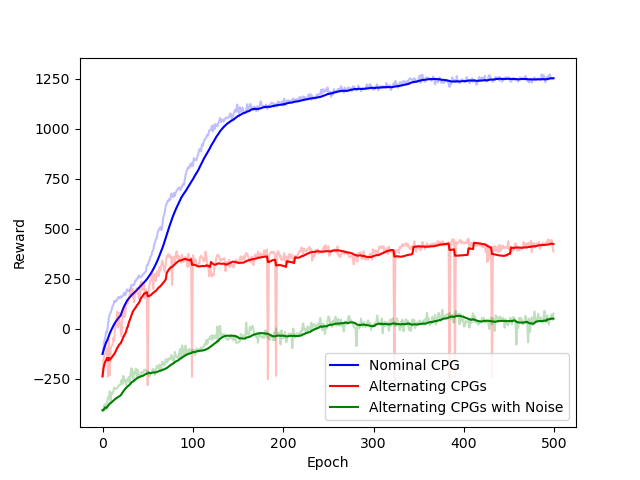 1250
1000
750
500
250
0
−250
Reward
0 100 200 300 400 500
Epoch
Nominal CPG
Alternating CPGs
Alternating CPGs with Noise